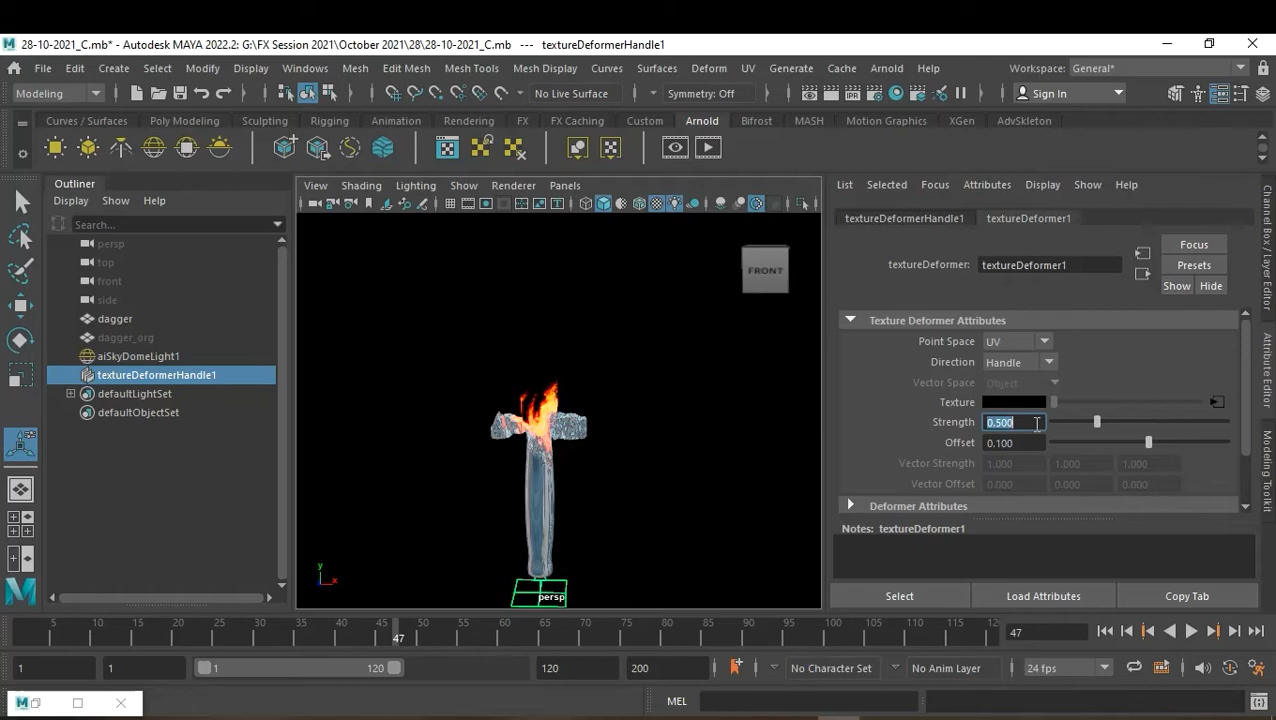 28-10-2021_C.mb* - Autodesk MAYA 2022.2: G:\FX Session 2021\October 2021\28\28-10-2021_C.mb --- textureDeformerHandle1
File Edit Create Select Modify Display Windows Mesh Edit Mesh Mesh Tools Mesh Display Curves Surfaces Deform UV Generate Cache Arnold Help Workspace: General*
Modeling No Live Surface Symmetry: Off Sign In
Curves / Surfaces Poly Modeling Sculpting Rigging Animation Rendering FX FX Caching Custom Arnold Bifrost MASH Motion Graphics XGen AdvSkeleton
Outliner
Display Show Help
Search...
persp
top
front
side
dagger
dagger_org
aiSkyDomeLight1
textureDeformerHandle1
defaultLightSet
defaultObjectSet
View Shading Lighting Show Renderer Panels
FRONT
y
x
persp
List Selected Focus Attributes Display Show Help
textureDeformerHandle1 textureDeformer1
textureDeformer: textureDeformer1
Focus
Presets
Show Hide
Texture Deformer Attributes
Point Space UV
Direction Handle
Vector Space Object
Texture
Strength 0.500
Offset 0.100
Vector Strength 1.000 1.000 1.000
Vector Offset 0.000 0.000 0.000
Deformer Attributes
Notes: textureDeformer1
Select Load Attributes Copy Tab
Channel Box / Layer Editor
Attribute Editor
Modeling Toolkit
5 10 15 20 25 30 35 40 45 50 55 60 65 70 75 80 85 90 95 100 105 110 115 120
47
47
1 1 1 120 120 200 No Character Set No Anim Layer 24 fps
MEL